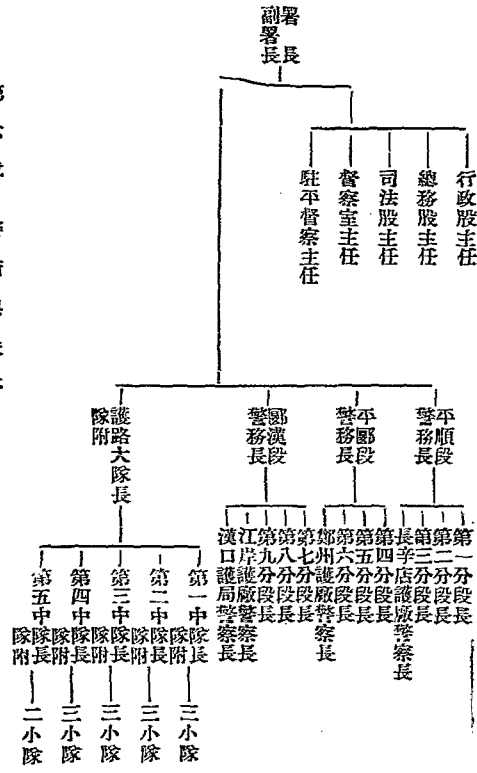 署長
副署長
行政股主任
總務股主任
司法股主任
督察室主任
駐平督察主任
平順段
警務長
第一分段長
第二分段長
第三分段長
長辛店護廠警察長
平郾段
警務長
第四分段長
第五分段長
第六分段長
鄭州護廠警察長
郾漢段
警務長
第七分段長
第八分段長
第九分段長
江岸護廠警察長
漢口護局警察長
護路大隊長
隊附
第一中隊長
隊附
三小隊
第二中隊長
隊附
三小隊
第三中隊長
隊附
三小隊
第四中隊長
隊附
三小隊
第五中隊長
隊附
二小隊